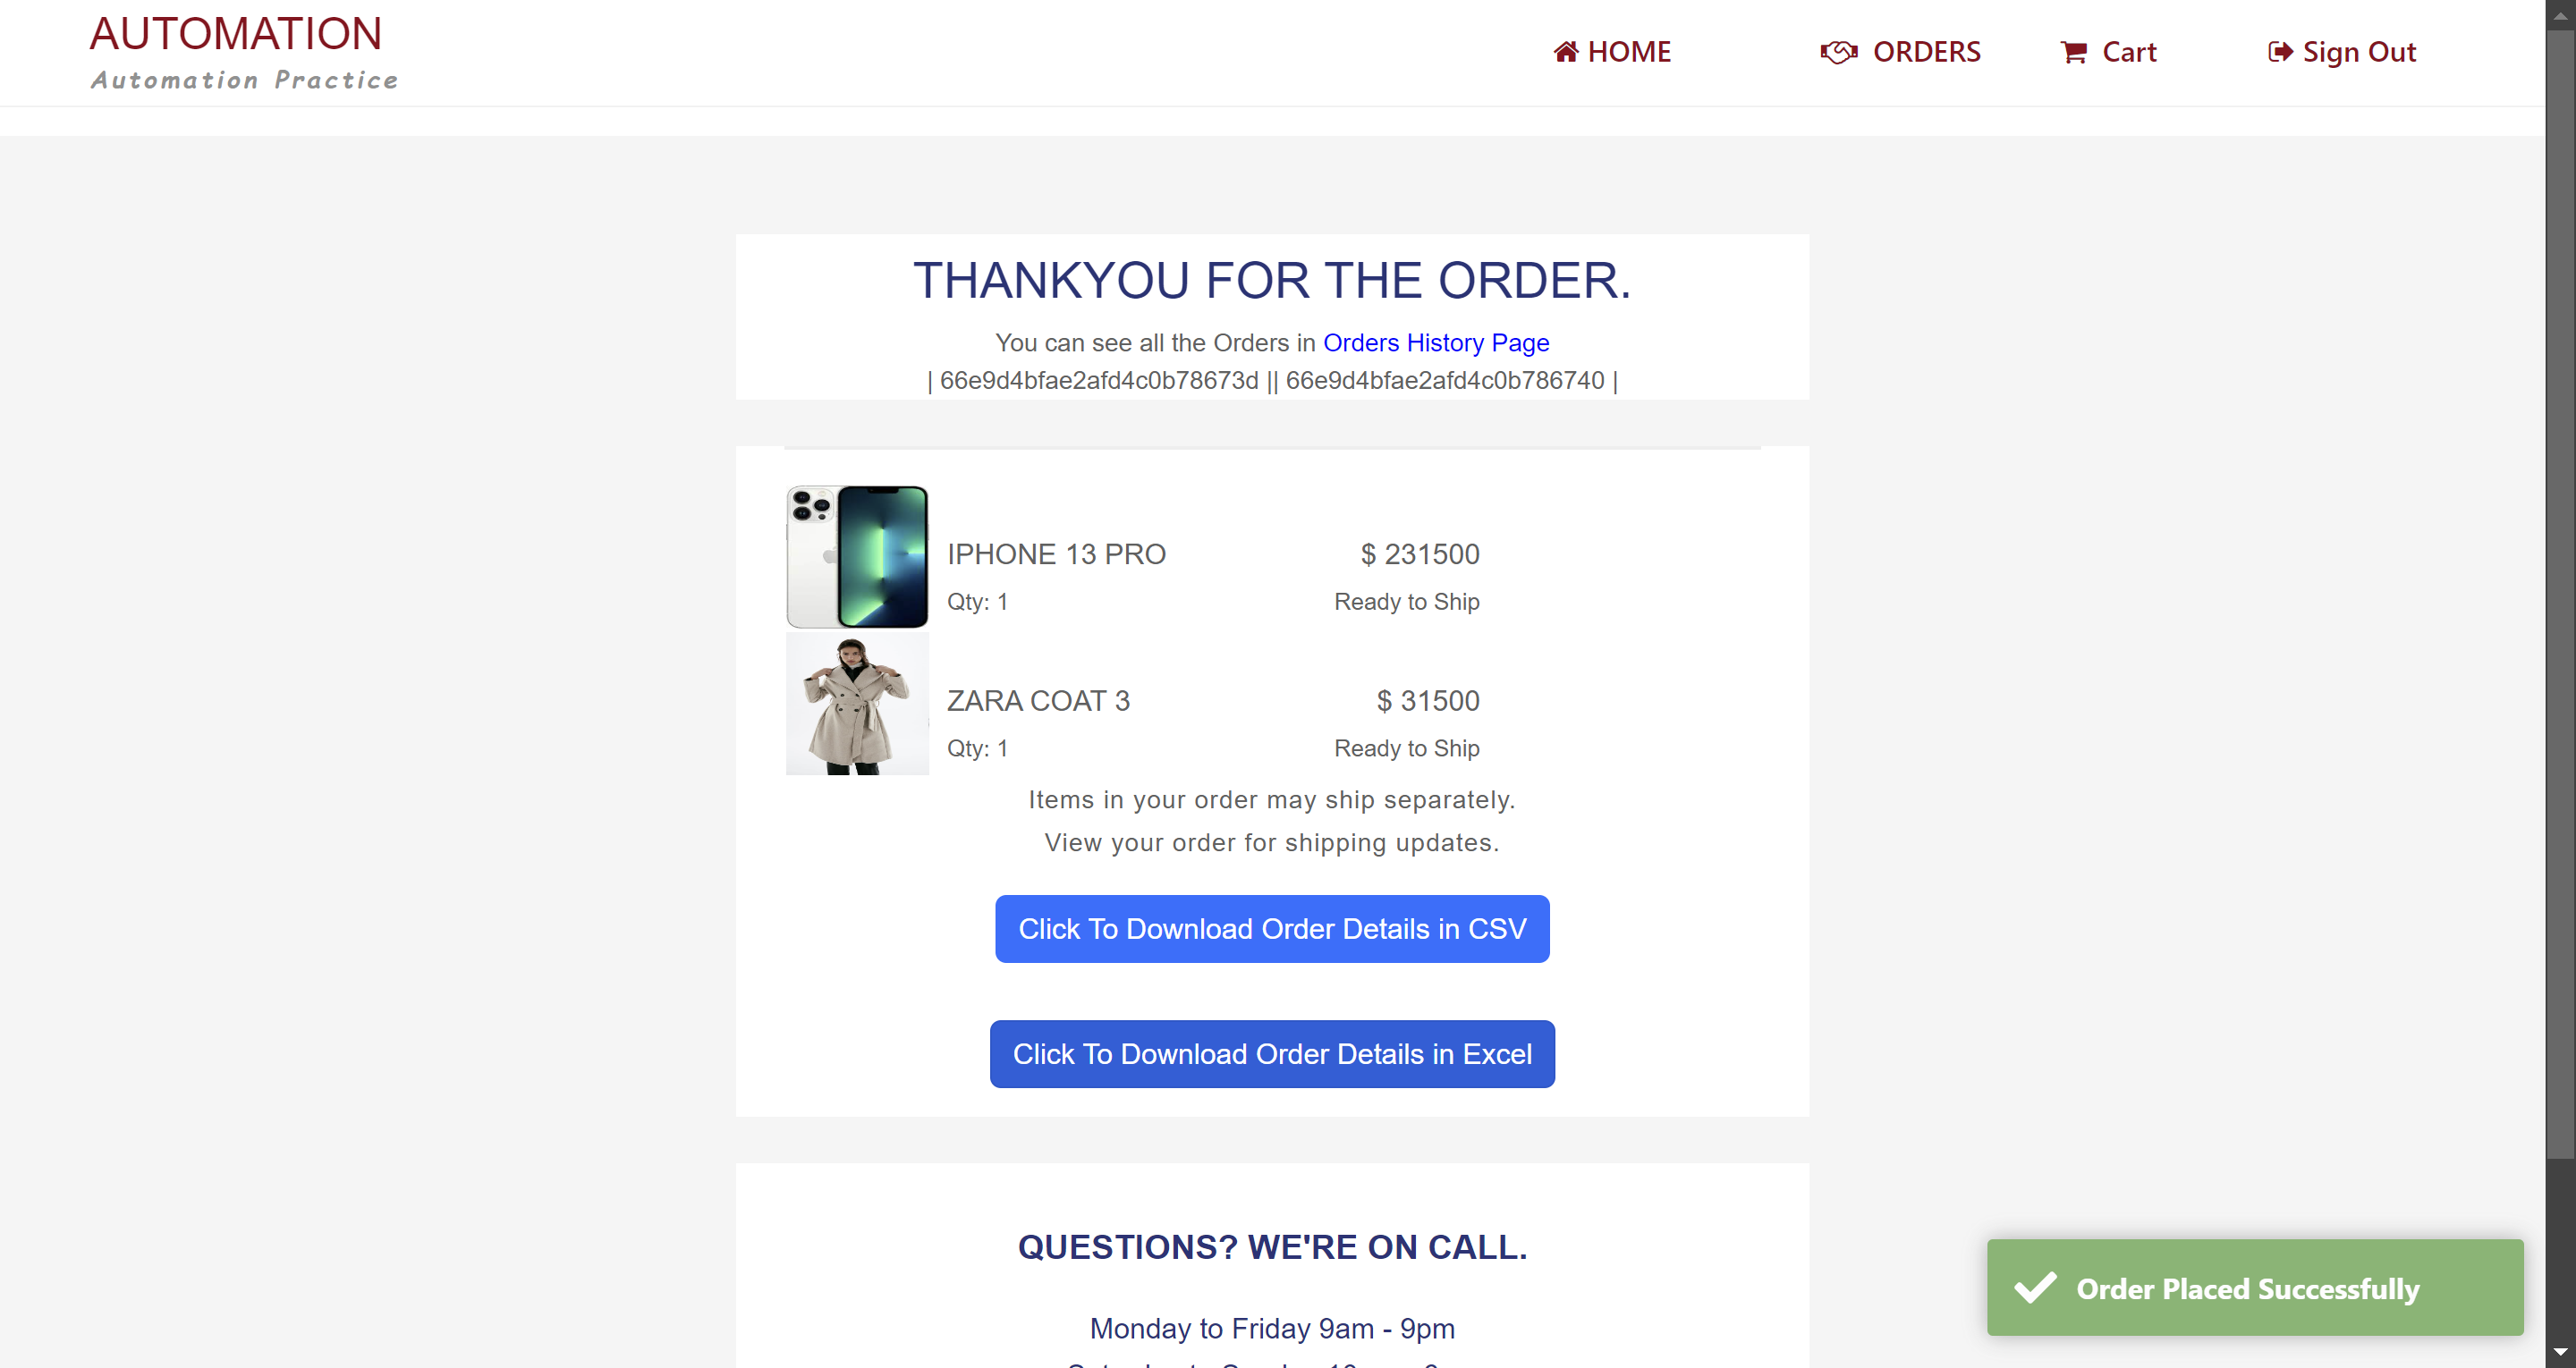 AUTOMATION
Automation Practice
HOME
ORDERS
Cart
Sign Out
THANKYOU FOR THE ORDER.
You can see all the Orders in Orders History Page
| 66e9d4bfae2afd4c0b78673d || 66e9d4bfae2afd4c0b786740 |
IPHONE 13 PRO
$ 231500
Qty: 1
Ready to Ship
ZARA COAT 3
$ 31500
Qty: 1
Ready to Ship
Items in your order may ship separately.
View your order for shipping updates.
Click To Download Order Details in CSV
Click To Download Order Details in Excel
QUESTIONS? WE'RE ON CALL.
Monday to Friday 9am - 9pm
Order Placed Successfully